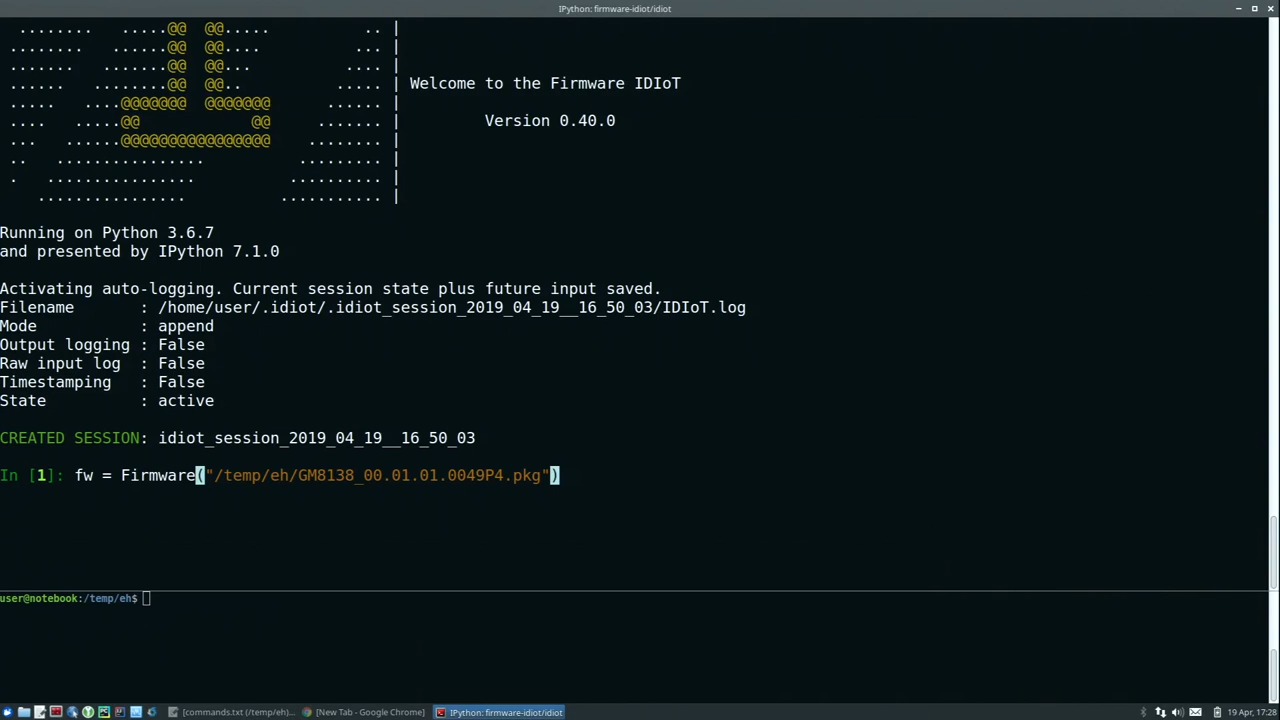 IPython: firmware-idiot/idiot
........   .....@@  @@.....          .. |
........   ......@@  @@....           ... |
.......   .......@@  @@...          .... |
......   ........@@  @@..          ..... | Welcome to the Firmware IDIoT
.....   ....@@@@@@@  @@@@@@@      ...... |
....   .....@@            @@     ....... |         Version 0.40.0
...   ......@@@@@@@@@@@@@@@@    ........ |
..   ................          ......... |
.   ................          .......... |
................          ........... |
Running on Python 3.6.7
and presented by IPython 7.1.0
Activating auto-logging. Current session state plus future input saved.
Filename       : /home/user/.idiot/.idiot_session_2019_04_19__16_50_03/IDIoT.log
Mode           : append
Output logging : False
Raw input log  : False
Timestamping   : False
State          : active
CREATED SESSION: idiot_session_2019_04_19__16_50_03
In [1]: fw = Firmware("/temp/eh/GM8138_00.01.01.0049P4.pkg")
user@notebook:/temp/eh$
[commands.txt (/temp/eh)...
[New Tab - Google Chrome]
IPython: firmware-idiot/idiot
19 Apr, 17:28